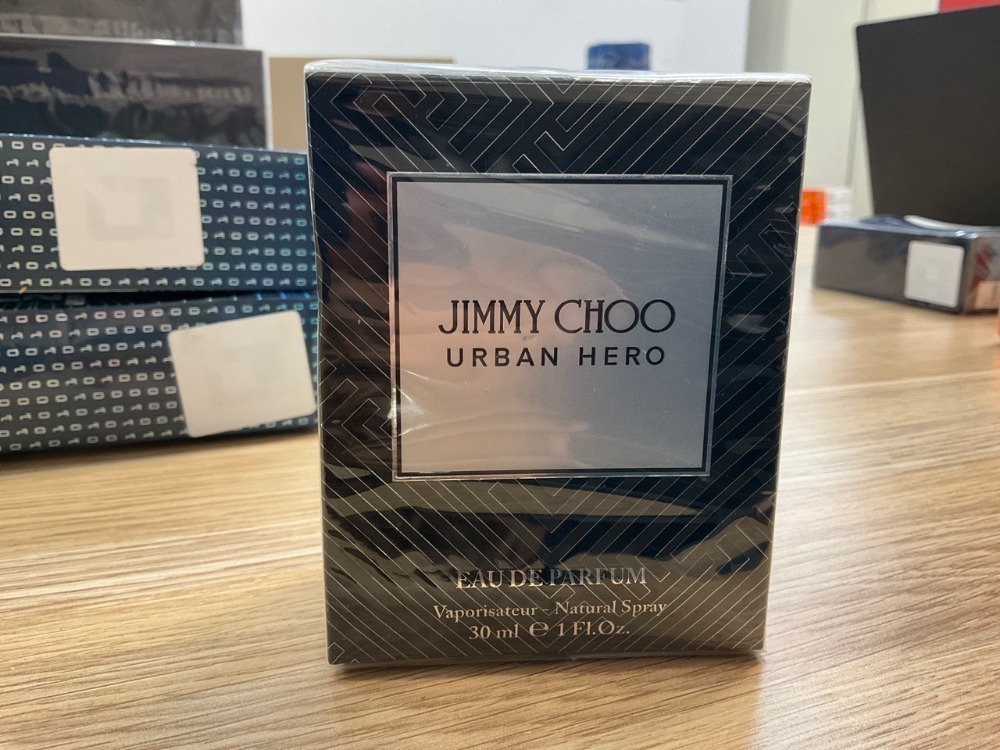 JIMMY CHOO
URBAN HERO
EAU DE PARFUM
Vaporisateur - Natural Spray
30 ml ℮ 1 Fl.Oz.